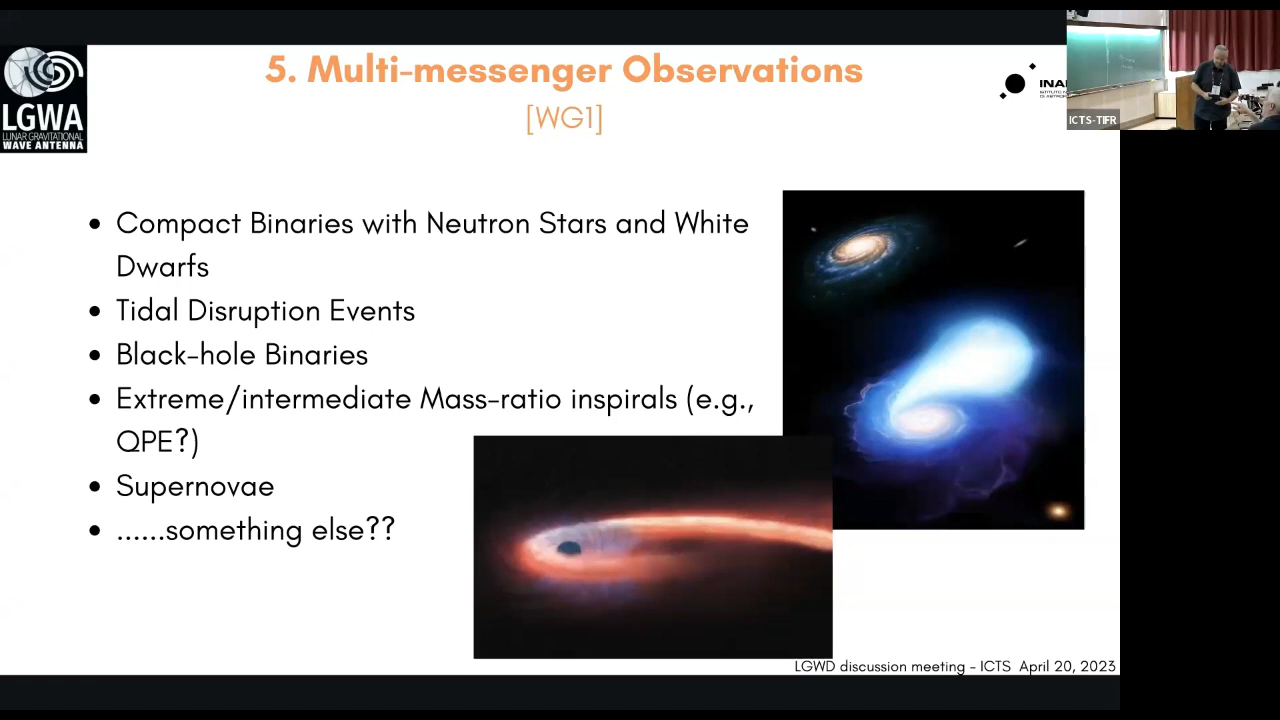 5. Multi-messenger Observations
[WG1]
LGWA
LUNAR GRAVITATIONAL
WAVE ANTENNA
ICTS-TIFR
• Compact Binaries with Neutron Stars and White
Dwarfs
• Tidal Disruption Events
• Black-hole Binaries
• Extreme/intermediate Mass-ratio inspirals (e.g.,
QPE?)
• Supernovae
• ......something else??
LGWD discussion meeting - ICTS April 20, 2023